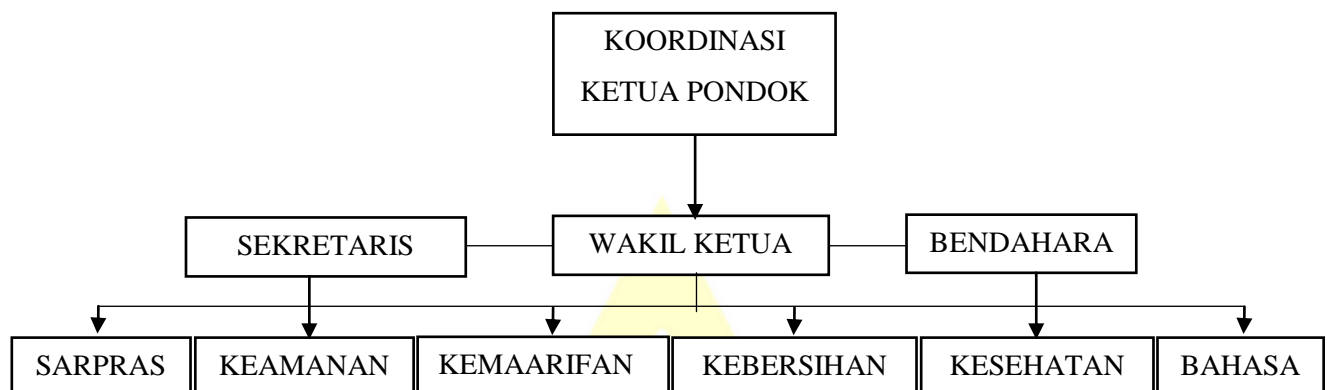 KOORDINASI
KETUA PONDOK
SEKRETARIS
WAKIL KETUA
BENDAHARA
SARPRAS
KEAMANAN
KEMAARIFAN
KEBERSIHAN
KESEHATAN
BAHASA